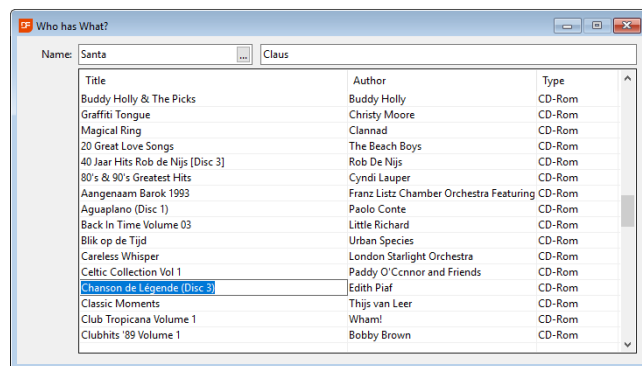 DF Who has What?
Name: Santa ... Claus
Title Author Type
Buddy Holly & The Picks Buddy Holly CD-Rom
Graffiti Tongue Christy Moore CD-Rom
Magical Ring Clannad CD-Rom
20 Great Love Songs The Beach Boys CD-Rom
40 Jaar Hits Rob de Nijs [Disc 3] Rob De Nijs CD-Rom
80's & 90's Greatest Hits Cyndi Lauper CD-Rom
Aangenaam Barok 1993 Franz Listz Chamber Orchestra Featuring CD-Rom
Aguaplano (Disc 1) Paolo Conte CD-Rom
Back In Time Volume 03 Little Richard CD-Rom
Blik op de Tijd Urban Species CD-Rom
Careless Whisper London Starlight Orchestra CD-Rom
Celtic Collection Vol 1 Paddy O'Ccnnor and Friends CD-Rom
Chanson de Légende (Disc 3) Edith Piaf CD-Rom
Classic Moments Thijs van Leer CD-Rom
Club Tropicana Volume 1 Wham! CD-Rom
Clubhits '89 Volume 1 Bobby Brown CD-Rom